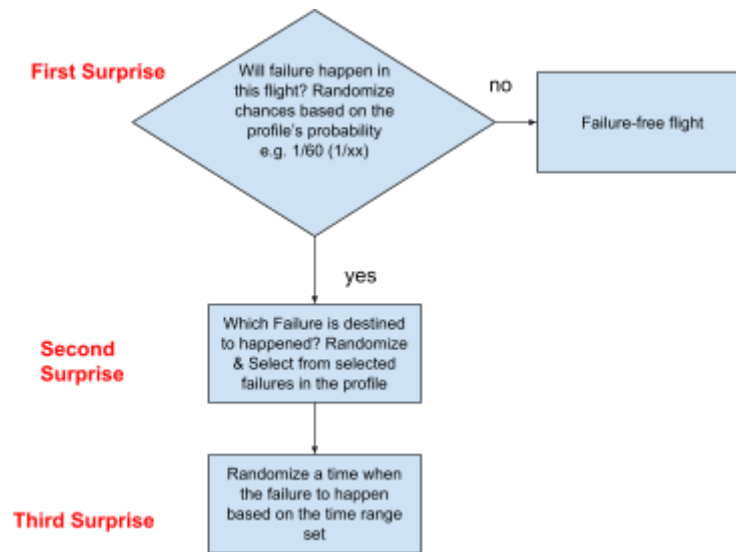 First Surprise
Will failure happen in
this flight? Randomize
chances based on the
profile's probability
e.g. 1/60 (1/xx)
no
Failure-free flight
yes
Second
Surprise
Which Failure is destined
to happened? Randomize
& Select from selected
failures in the profile
Third Surprise
Randomize a time when
the failure to happen
based on the time range
set